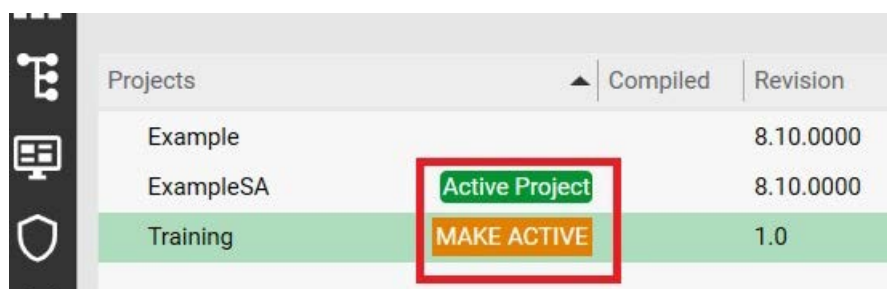 Projects Compiled Revision
Example 8.10.0000
ExampleSA Active Project 8.10.0000
Training MAKE ACTIVE 1.0